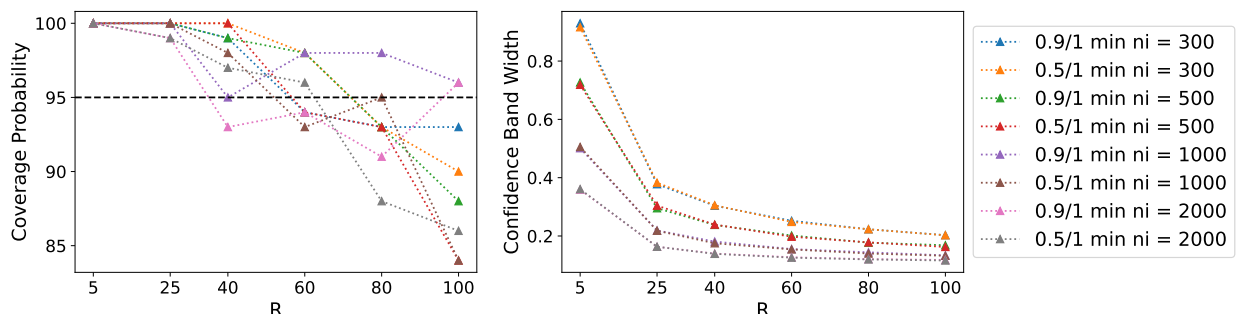 Coverage Probability
100
95
90
85
5 25 40 60 80 100
R
Confidence Band Width
0.8
0.6
0.4
0.2
5 25 40 60 80 100
R
0.9/1 min ni = 300
0.5/1 min ni = 300
0.9/1 min ni = 500
0.5/1 min ni = 500
0.9/1 min ni = 1000
0.5/1 min ni = 1000
0.9/1 min ni = 2000
0.5/1 min ni = 2000